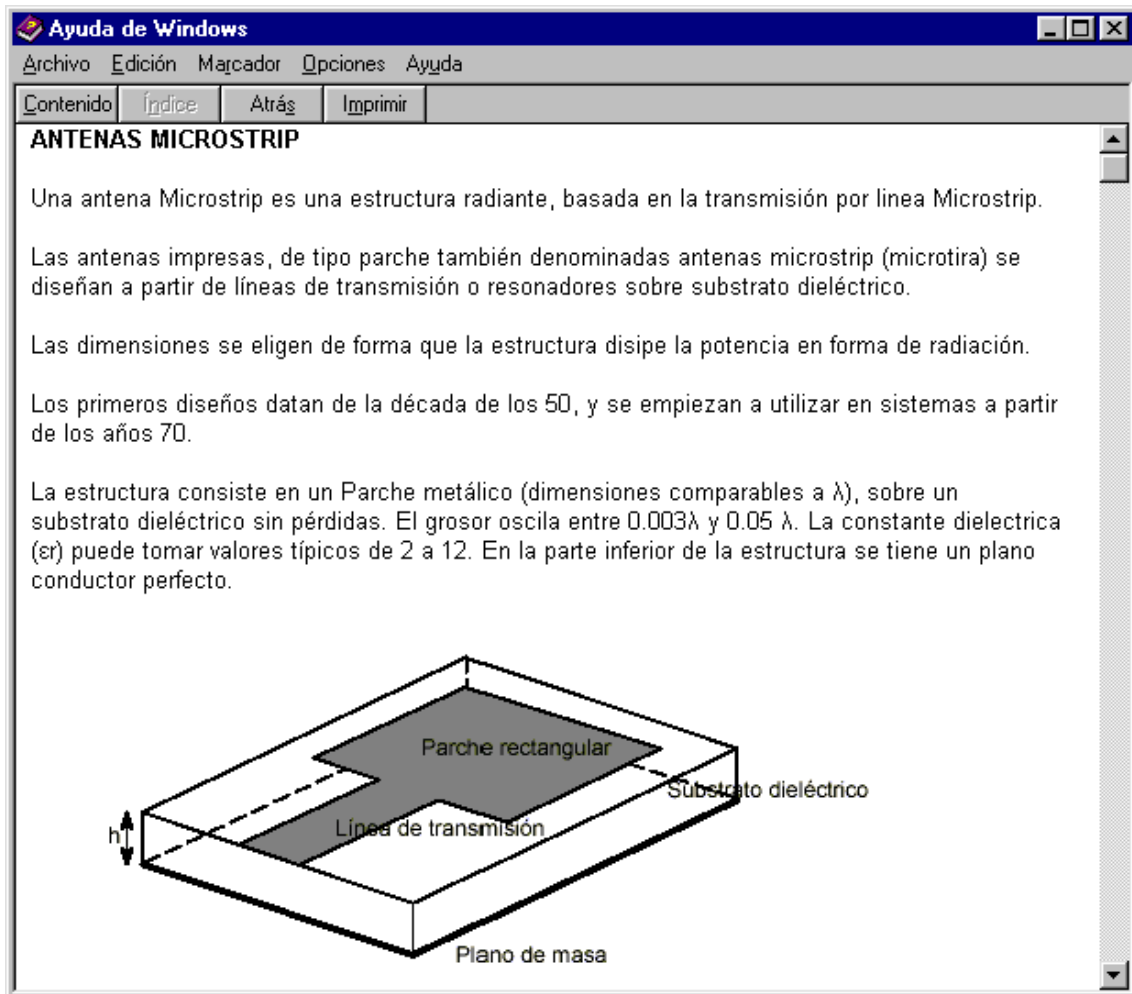 Ayuda de Windows
Archivo Edición Marcador Opciones Ayuda
Contenido Índice Atrás Imprimir
ANTENAS MICROSTRIP
Una antena Microstrip es una estructura radiante, basada en la transmisión por linea Microstrip.
Las antenas impresas, de tipo parche también denominadas antenas microstrip (microtira) se
diseñan a partir de líneas de transmisión o resonadores sobre substrato dieléctrico.
Las dimensiones se eligen de forma que la estructura disipe la potencia en forma de radiación.
Los primeros diseños datan de la década de los 50, y se empiezan a utilizar en sistemas a partir
de los años 70.
La estructura consiste en un Parche metálico (dimensiones comparables a λ), sobre un
substrato dieléctrico sin pérdidas. El grosor oscila entre 0.003λ y 0.05 λ. La constante dielectrica
(εr) puede tomar valores típicos de 2 a 12. En la parte inferior de la estructura se tiene un plano
conductor perfecto.
Parche rectangular
Substrato dieléctrico
Línea de transmisión
h
Plano de masa